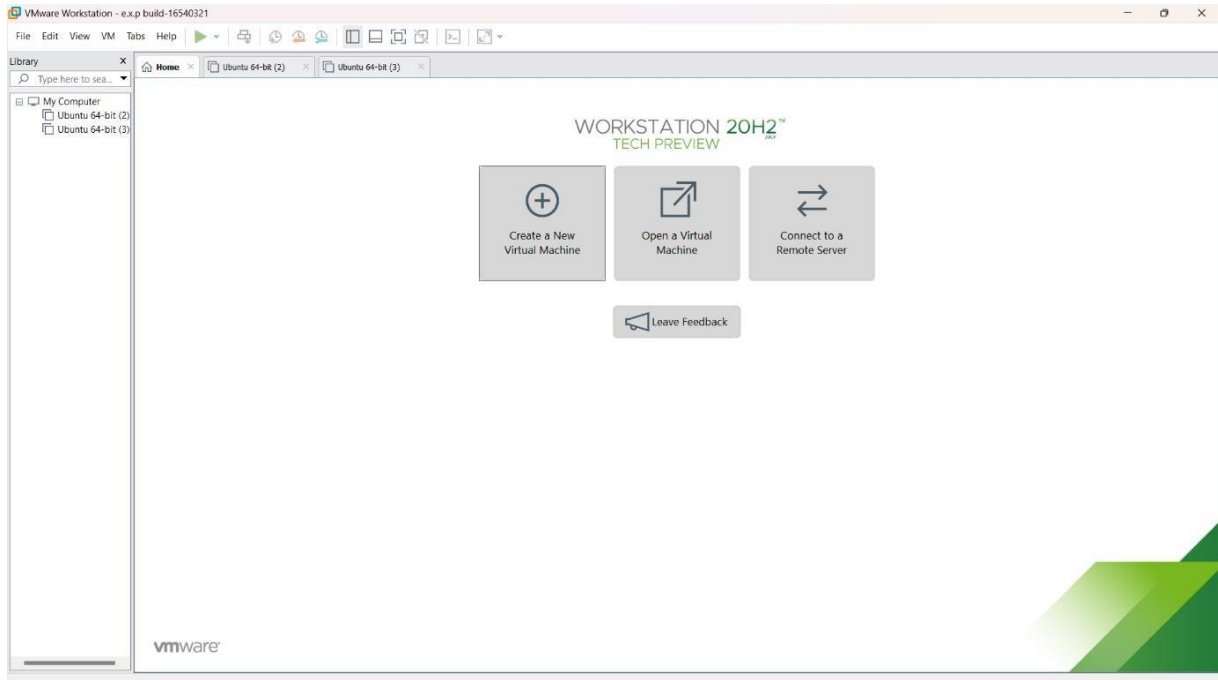 VMware Workstation - e.x.p build-16540321
File Edit View VM Tabs Help
Library X
Type here to sea...
My Computer
Ubuntu 64-bit (2)
Ubuntu 64-bit (3)
Home
Ubuntu 64-bit (2)
Ubuntu 64-bit (3)
WORKSTATION 20H2™
JULY
TECH PREVIEW
Create a New
Virtual Machine
Open a Virtual
Machine
Connect to a
Remote Server
Leave Feedback
vmware